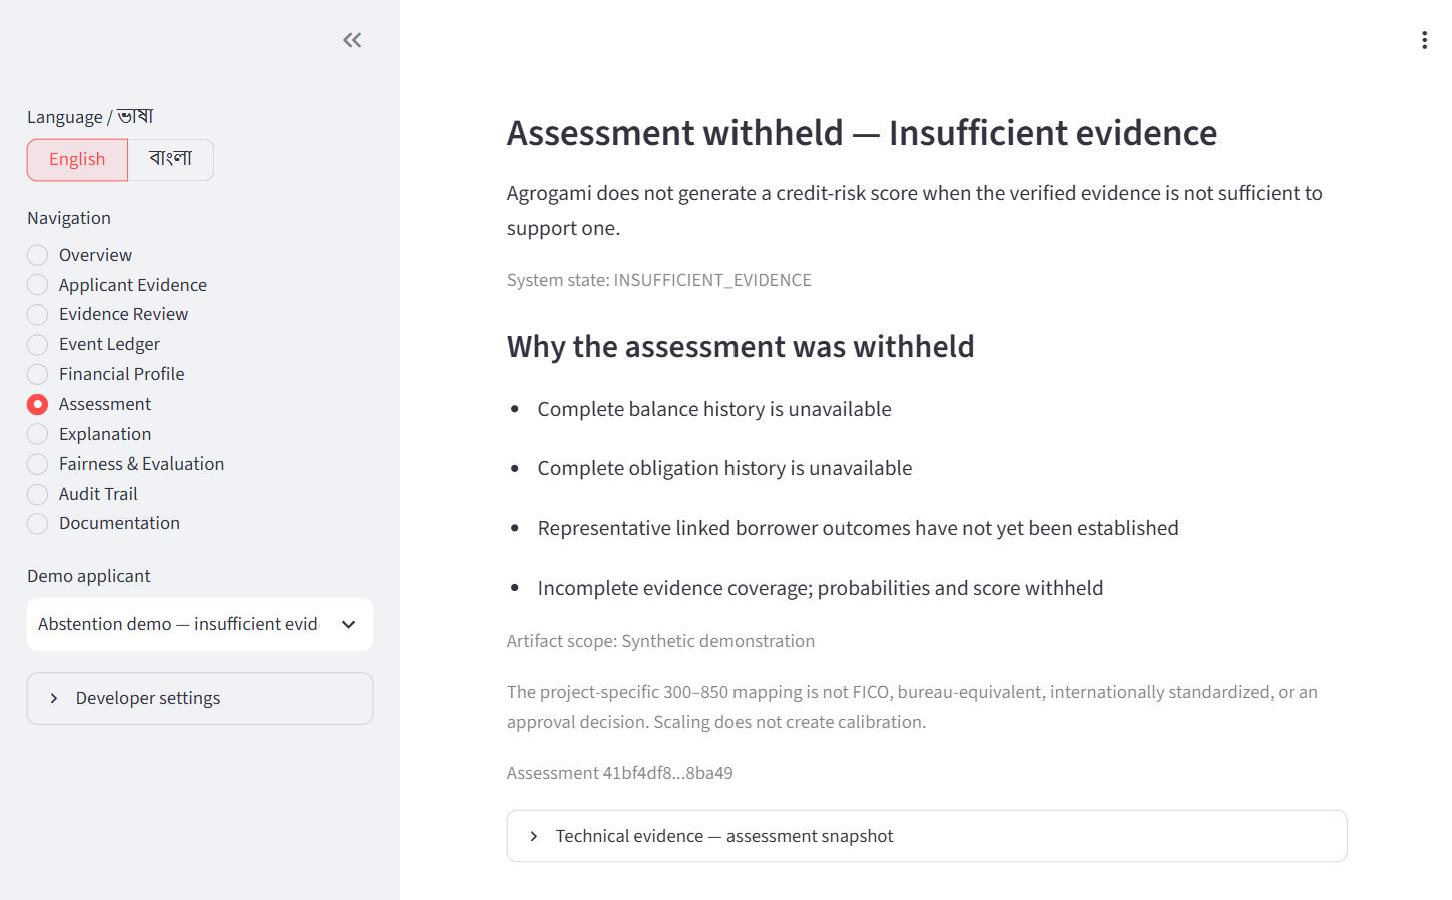 Language / ভাষা
English
বাংলা
Navigation
Overview
Applicant Evidence
Evidence Review
Event Ledger
Financial Profile
Assessment
Explanation
Fairness & Evaluation
Audit Trail
Documentation
Demo applicant
Abstention demo — insufficient evid
Developer settings
Assessment withheld — Insufficient evidence
Agrogami does not generate a credit-risk score when the verified evidence is not sufficient to
support one.
System state: INSUFFICIENT_EVIDENCE
Why the assessment was withheld
Complete balance history is unavailable
Complete obligation history is unavailable
Representative linked borrower outcomes have not yet been established
Incomplete evidence coverage; probabilities and score withheld
Artifact scope: Synthetic demonstration
The project-specific 300–850 mapping is not FICO, bureau-equivalent, internationally standardized, or an
approval decision. Scaling does not create calibration.
Assessment 41bf4df8...8ba49
Technical evidence — assessment snapshot